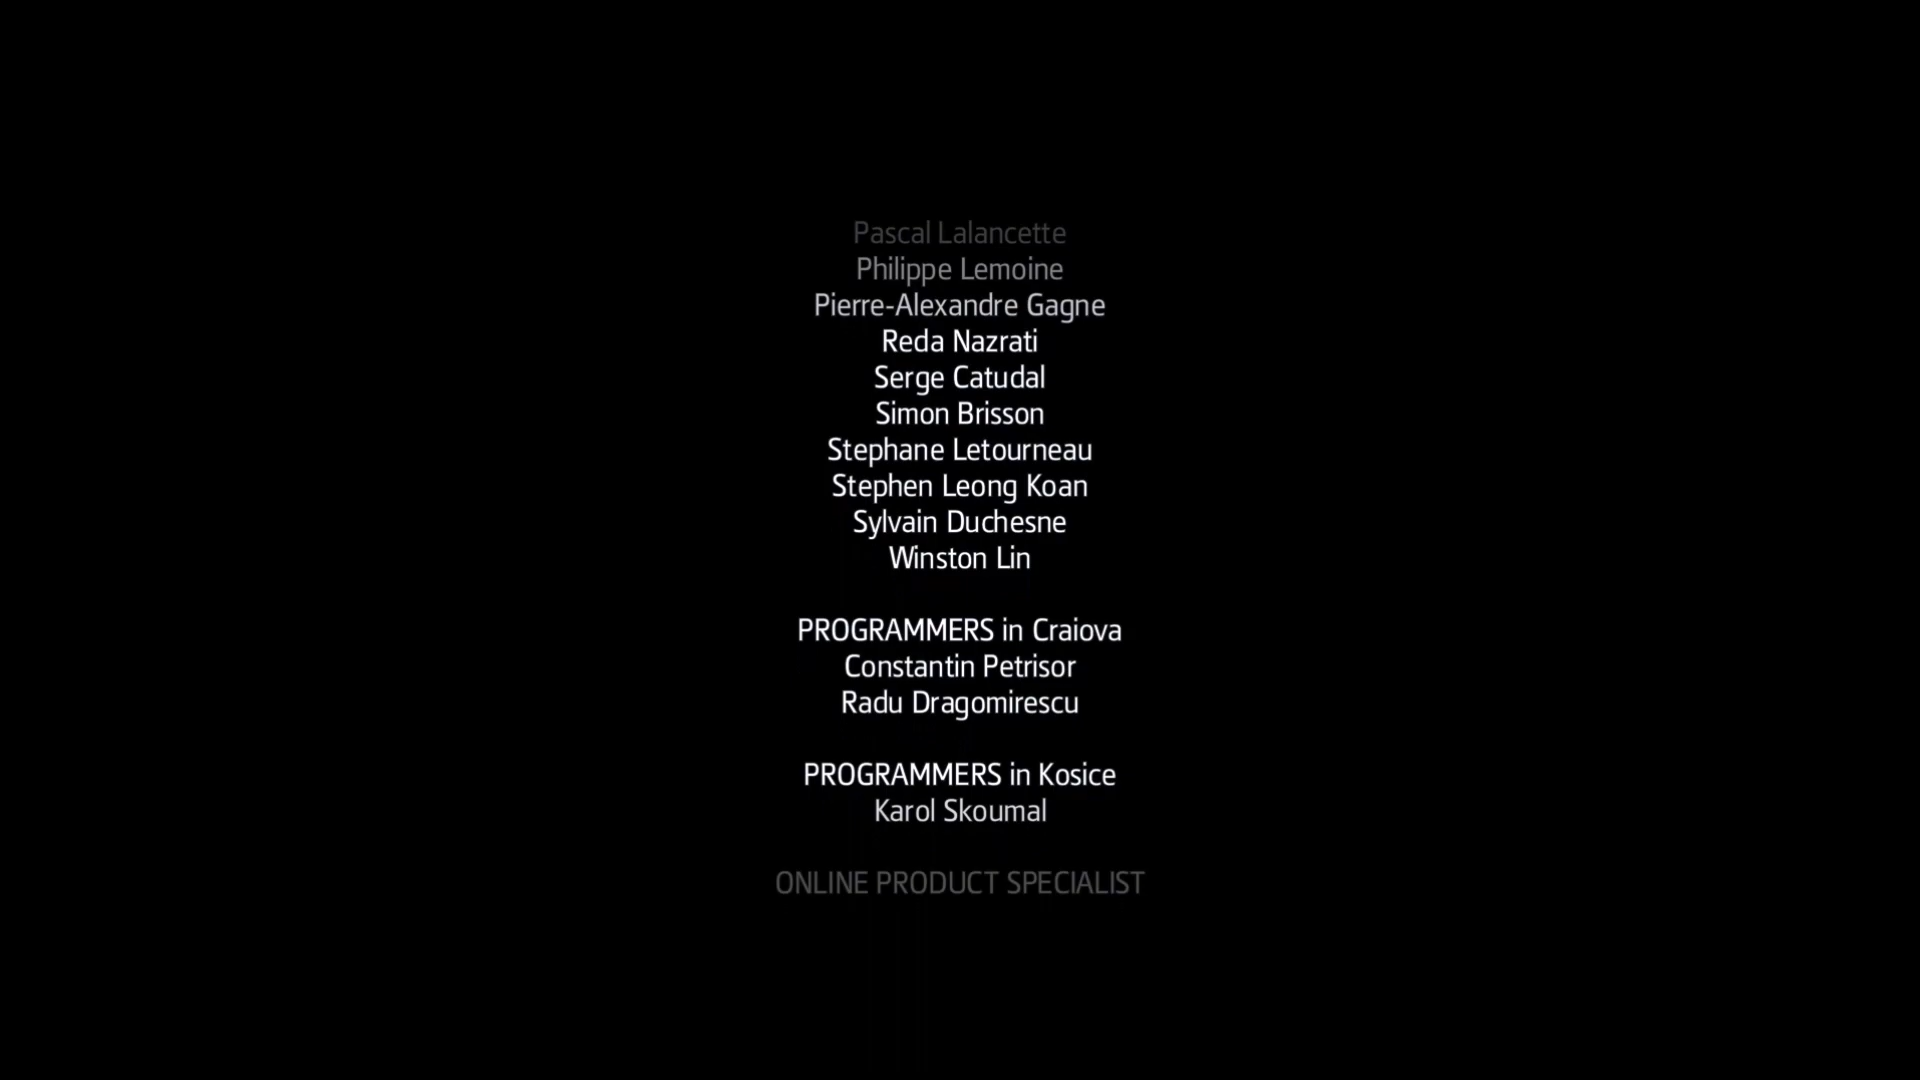 Pascal Lalancette
Philippe Lemoine
Pierre-Alexandre Gagne
Reda Nazrati
Serge Catudal
Simon Brisson
Stephane Letourneau
Stephen Leong Koan
Sylvain Duchesne
Winston Lin
PROGRAMMERS in Craiova
Constantin Petrisor
Radu Dragomirescu
PROGRAMMERS in Kosice
Karol Skoumal
ONLINE PRODUCT SPECIALIST